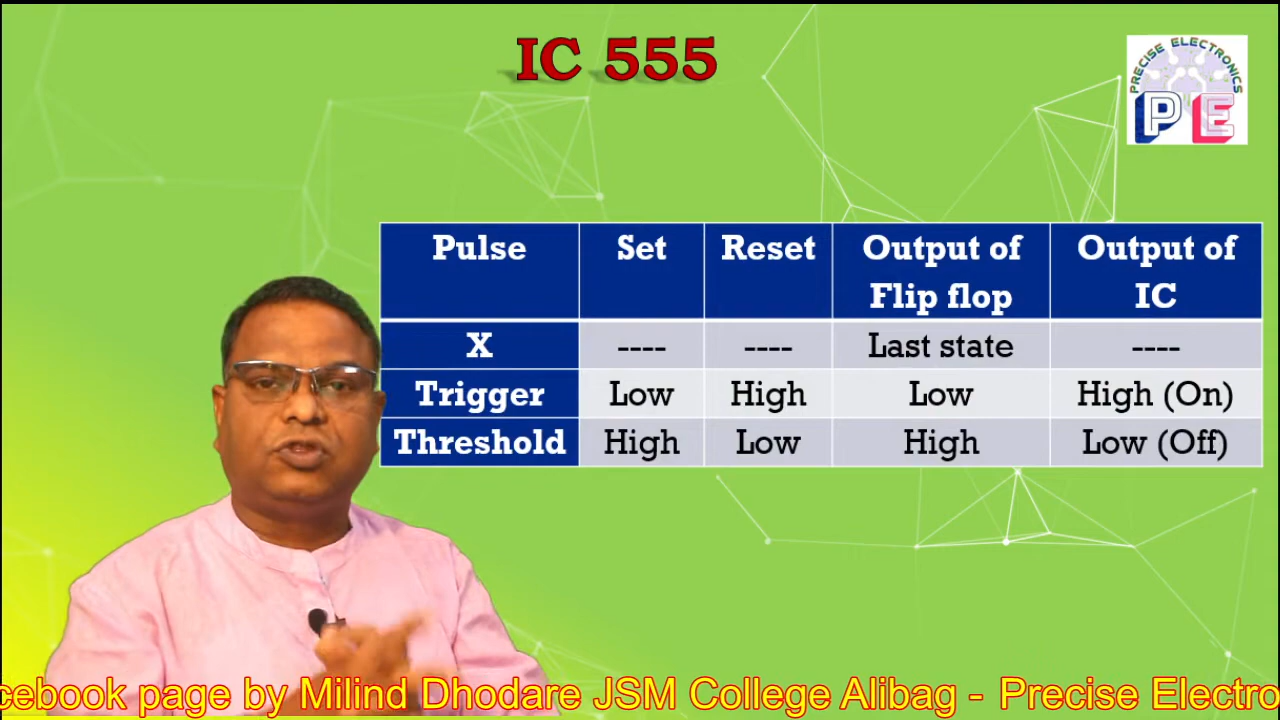 IC 555
PRECISE ELECTRONICS
PE
Pulse Set Reset Output of Flip flop Output of IC
X ---- ---- Last state ----
Trigger Low High Low High (On)
Threshold High Low High Low (Off)
cebook page by Milind Dhodare JSM College Alibag - Precise Electro